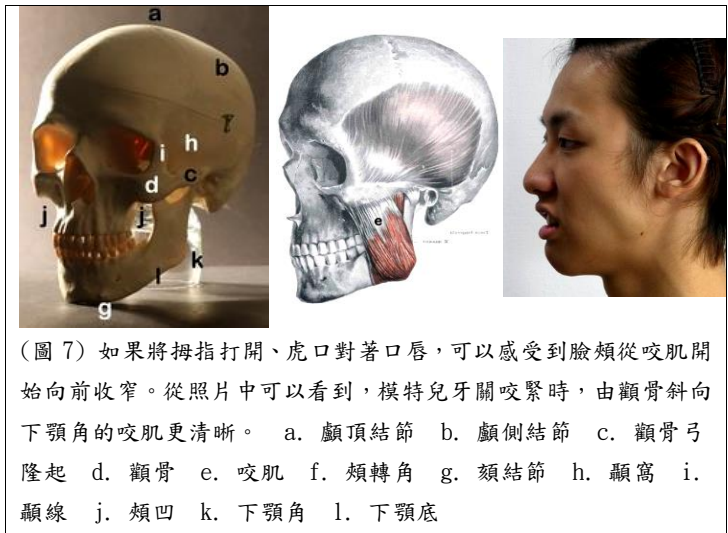 a
b
h
i
c
d
j
j
k
l
g
e
(圖 7) 如果將拇指打開、虎口對著口唇,可以感受到臉頰從咬肌開
始向前收窄。從照片中可以看到,模特兒牙關咬緊時,由顴骨斜向
下顎角的咬肌更清晰。 a. 顱頂結節 b. 顱側結節 c. 顴骨弓
隆起 d. 顴骨 e. 咬肌 f. 頰轉角 g. 頦結節 h. 顳窩 i.
顳線 j. 頰凹 k. 下顎角 l. 下顎底